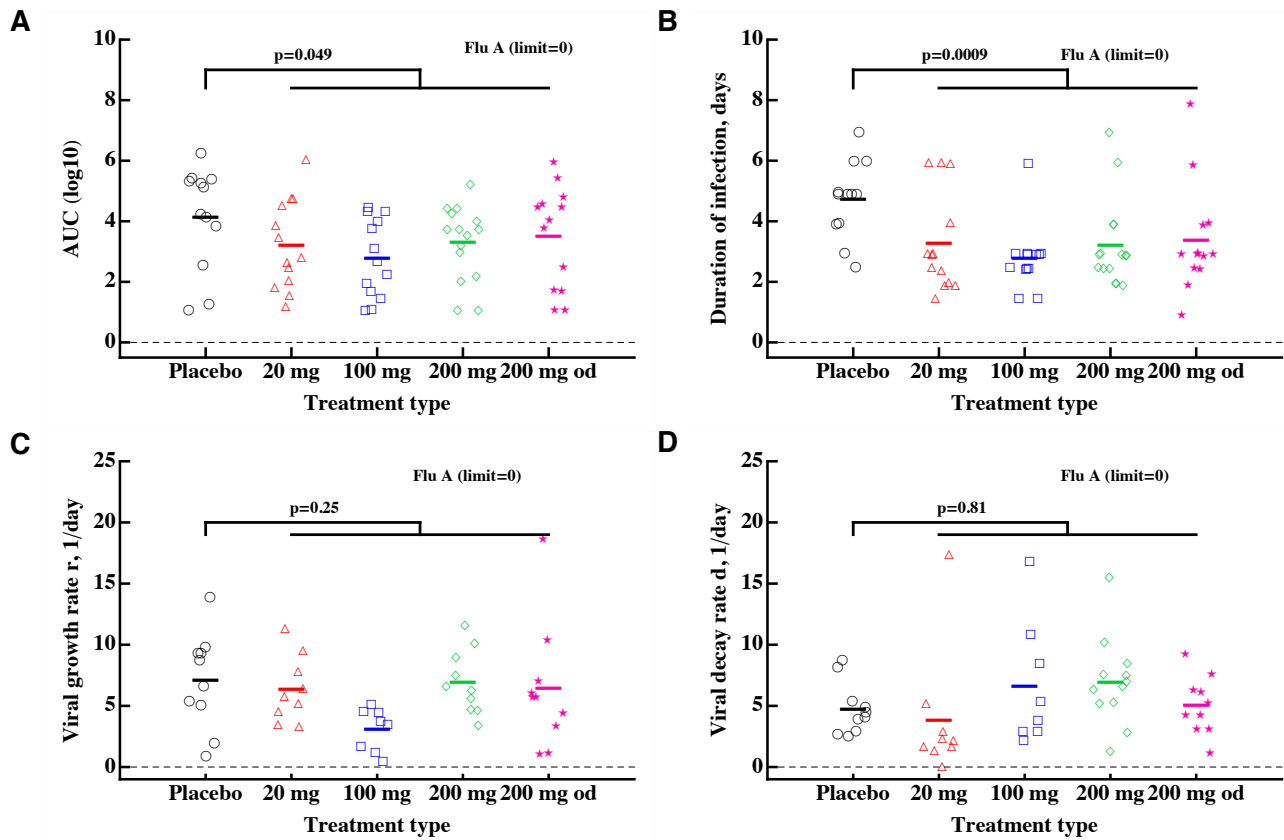 A
Flu A (limit=0)
p=0.049
AUC (log10)
10
8
6
4
2
0
Placebo
20 mg
100 mg
200 mg
200 mg od
Treatment type
B
Flu A (limit=0)
p=0.0009
Duration of infection, days
10
8
6
4
2
0
Placebo
20 mg
100 mg
200 mg
200 mg od
Treatment type
C
Flu A (limit=0)
p=0.25
Viral growth rate r, 1/day
25
20
15
10
5
0
Placebo
20 mg
100 mg
200 mg
200 mg od
Treatment type
D
Flu A (limit=0)
p=0.81
Viral decay rate d, 1/day
25
20
15
10
5
0
Placebo
20 mg
100 mg
200 mg
200 mg od
Treatment type